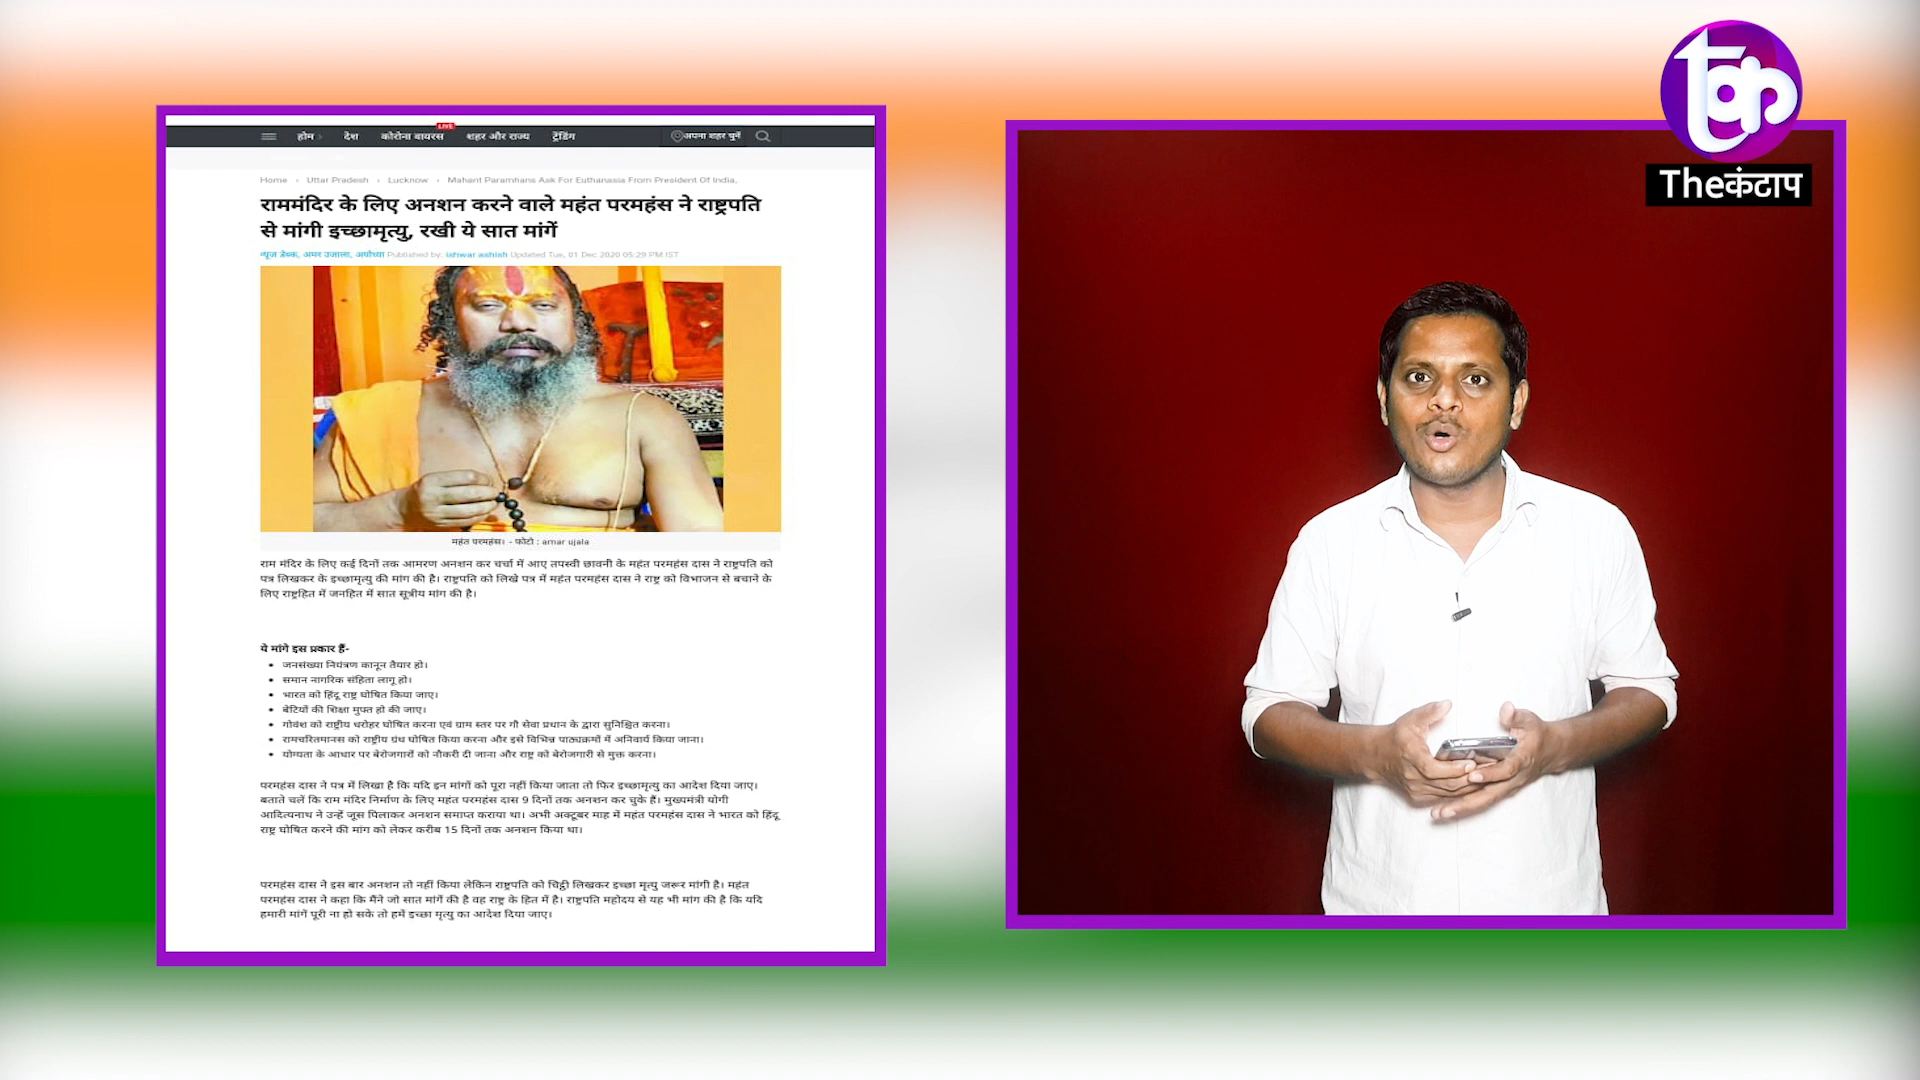 tकp
Theकंटाप
LIVE
होम
देश
कोरोना वायरस
शहर और राज्य
ट्रेंडिंग
अपना शहर चुनें
Home › Uttar Pradesh › Lucknow › Mahant Paramhans Ask For Euthanasia From President Of India,
राममंदिर के लिए अनशन करने वाले महंत परमहंस ने राष्ट्रपति
से मांगी इच्छामृत्यु, रखी ये सात मांगें
न्यूज डेस्क, अमर उजाला, अयोध्या Published by: ishwar ashish Updated Tue, 01 Dec 2020 05:29 PM IST
महंत परमहंस। - फोटो : amar ujala
राम मंदिर के लिए कई दिनों तक आमरण अनशन कर चर्चा में आए तपस्वी छावनी के महंत परमहंस दास ने राष्ट्रपति को
पत्र लिखकर के इच्छामृत्यु की मांग की है। राष्ट्रपति को लिखे पत्र में महंत परमहंस दास ने राष्ट्र को विभाजन से बचाने के
लिए राष्ट्रहित में जनहित में सात सूत्रीय मांग की है।
ये मांगें इस प्रकार हैं-
• जनसंख्या नियंत्रण कानून तैयार हो।
• समान नागरिक संहिता लागू हो।
• भारत को हिंदू राष्ट्र घोषित किया जाए।
• बेटियों की शिक्षा मुफ्त हो की जाए।
• गोवंश को राष्ट्रीय धरोहर घोषित करना एवं ग्राम स्तर पर गौ सेवा प्रधान के द्वारा सुनिश्चित करना।
• रामचरितमानस को राष्ट्रीय ग्रंथ घोषित किया करना और इसे विभिन्न पाठ्यक्रमों में अनिवार्य किया जाना।
• योग्यता के आधार पर बेरोजगारों को नौकरी दी जाना और राष्ट्र को बेरोजगारी से मुक्त करना।
परमहंस दास ने पत्र में लिखा है कि यदि इन मांगों को पूरा नहीं किया जाता तो फिर इच्छामृत्यु का आदेश दिया जाए।
बताते चलें कि राम मंदिर निर्माण के लिए महंत परमहंस दास 9 दिनों तक अनशन कर चुके हैं। मुख्यमंत्री योगी
आदित्यनाथ ने उन्हें जूस पिलाकर अनशन समाप्त कराया था। अभी अक्टूबर माह में महंत परमहंस दास ने भारत को हिंदू
राष्ट्र घोषित करने की मांग को लेकर करीब 15 दिनों तक अनशन किया था।
परमहंस दास ने इस बार अनशन तो नहीं किया लेकिन राष्ट्रपति को चिट्ठी लिखकर इच्छा मृत्यु जरूर मांगी है। महंत
परमहंस दास ने कहा कि मैंने जो सात मांगें की है वह राष्ट्र के हित में है। राष्ट्रपति महोदय से यह भी मांग की है कि यदि
हमारी मांगें पूरी ना हो सके तो हमें इच्छा मृत्यु का आदेश दिया जाए।